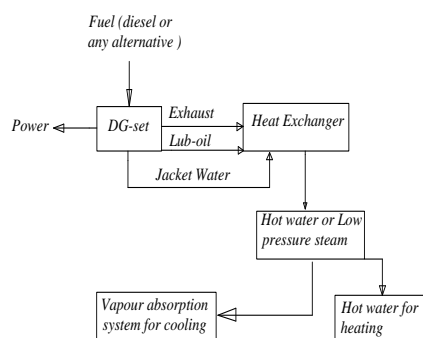 Fuel (diesel or
any alternative )
Power
DG-set
Exhaust
Lub-oil
Jacket Water
Heat Exchanger
Hot water or Low
pressure steam
Vapour absorption
system for cooling
Hot water for
heating